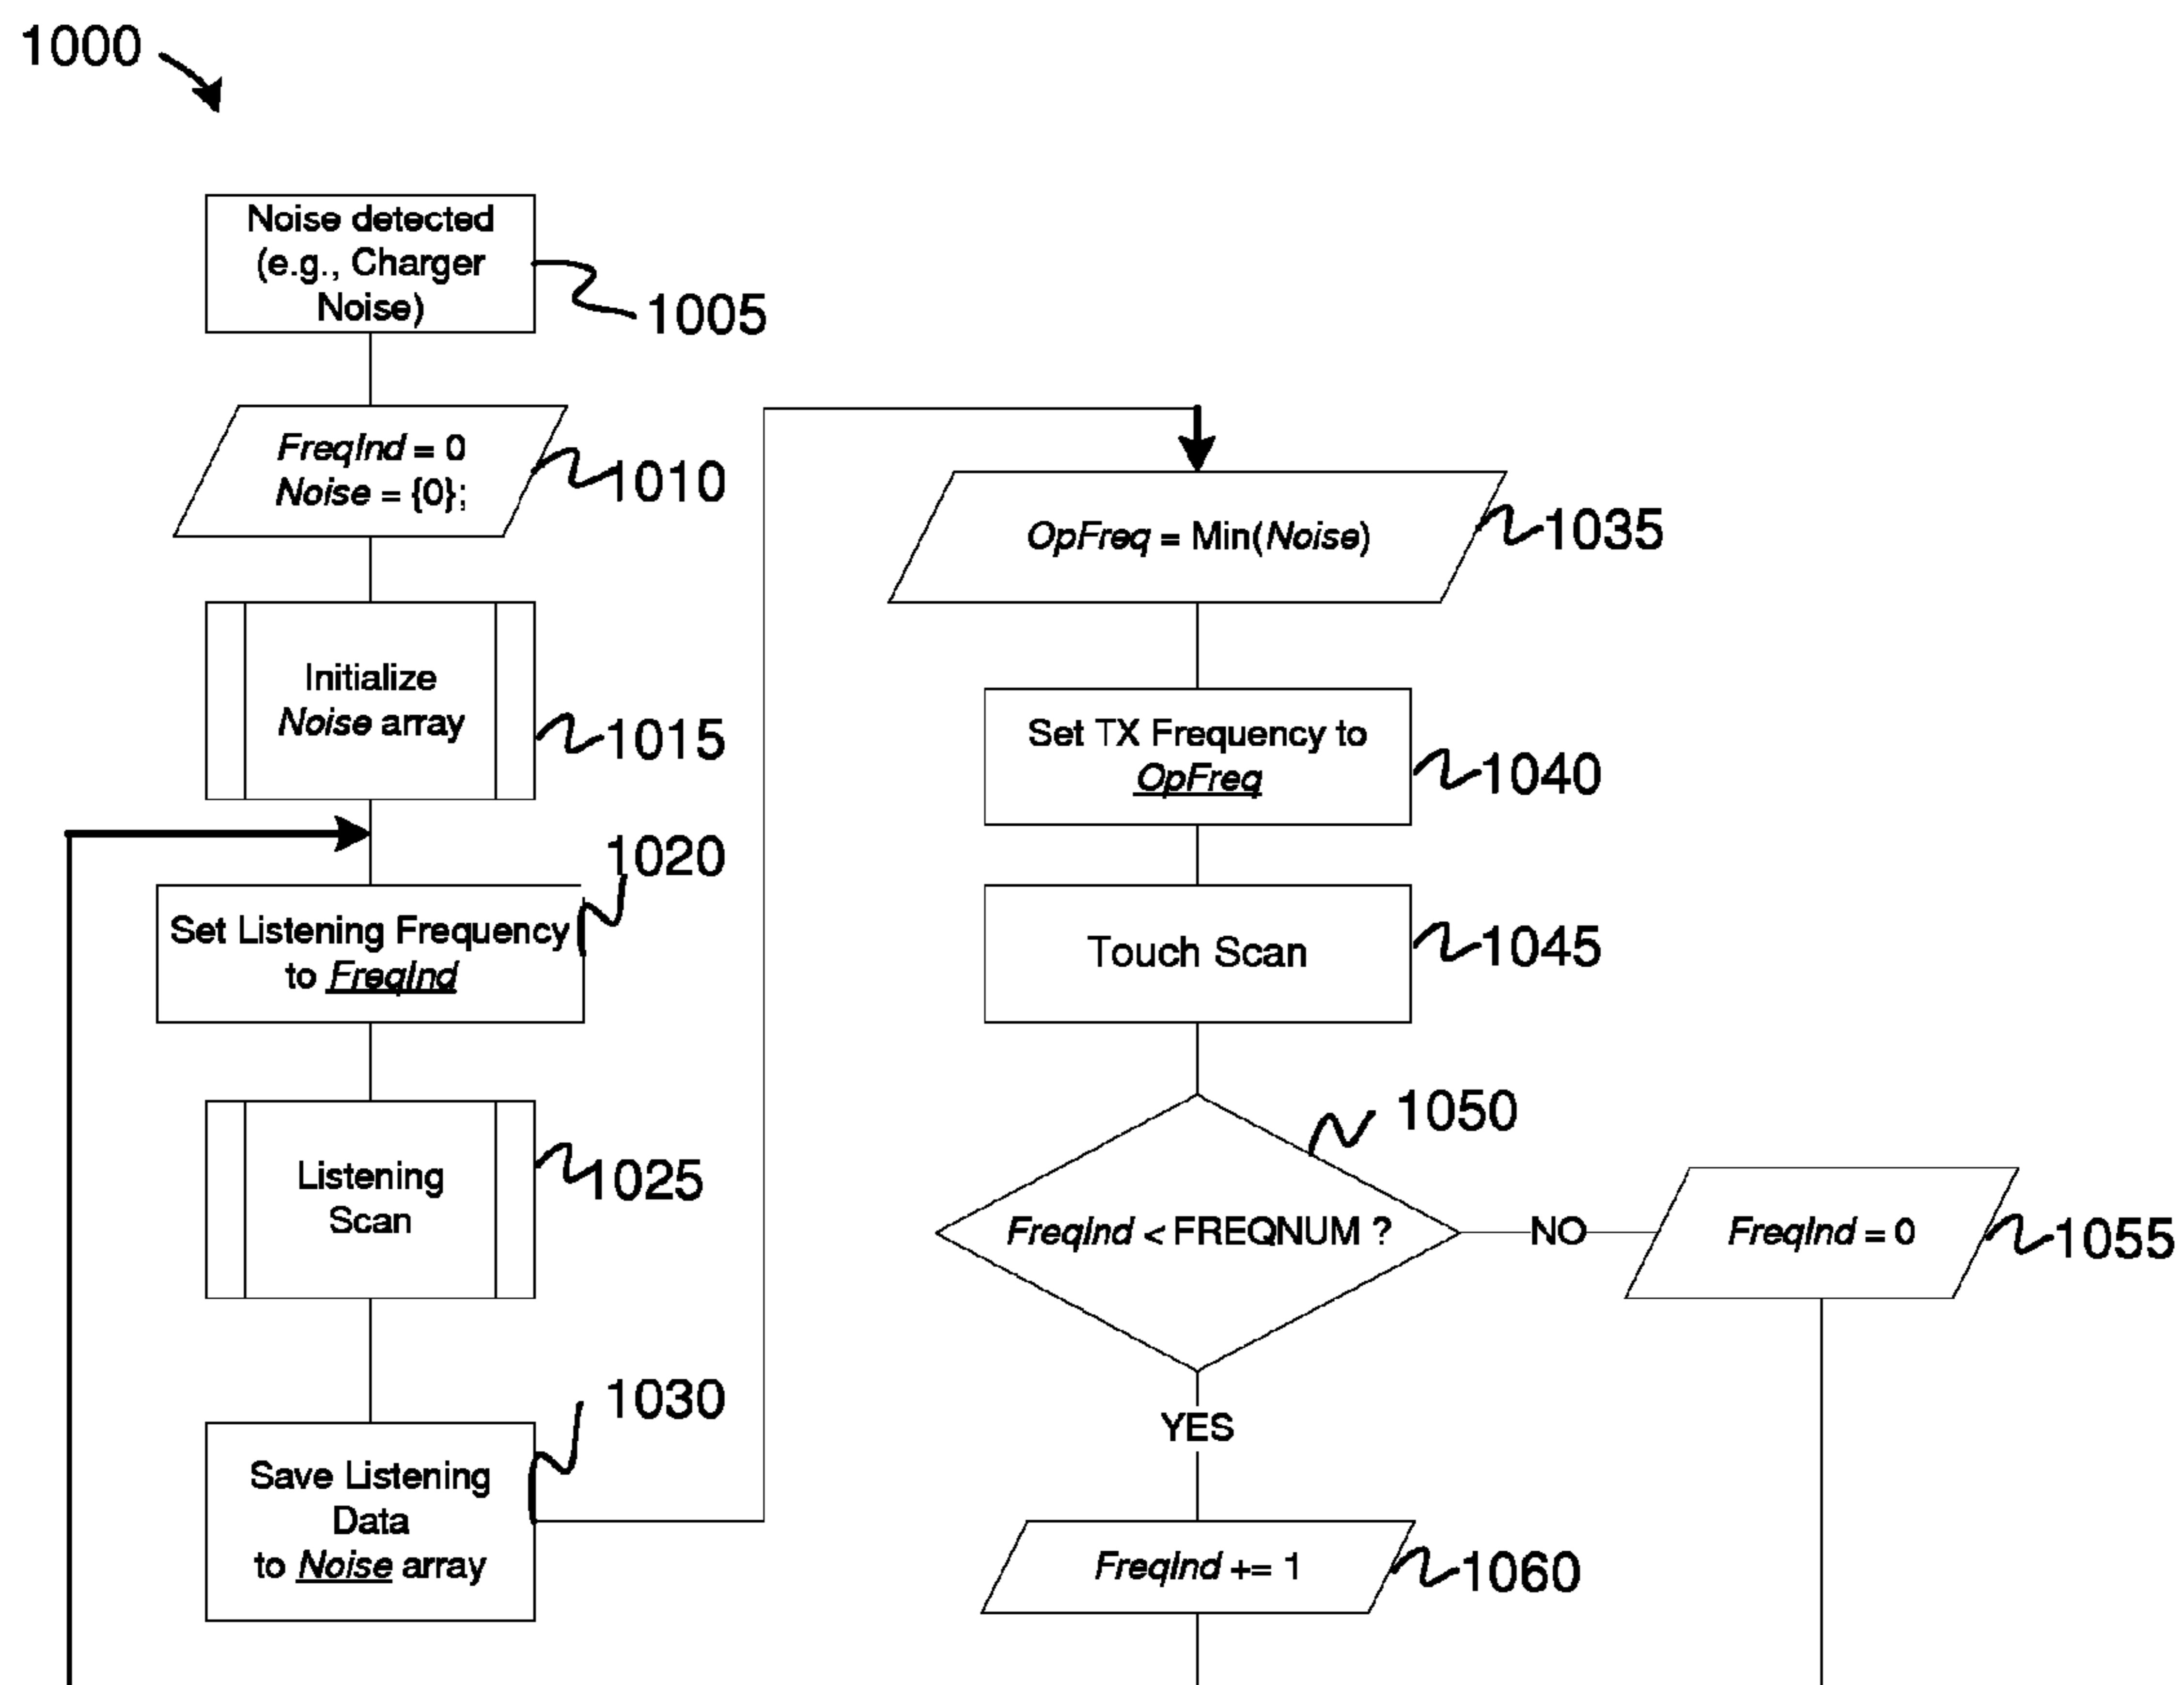 1000
Noise detected
(e.g., Charger
Noise)
1005
FreqInd = 0
Noise = {0};
1010
Initialize
Noise array
1015
1020
Set Listening Frequency
to FreqInd
Listening
Scan
1025
1030
Save Listening
Data
to Noise array
OpFreq = Min(Noise)
1035
Set TX Frequency to
OpFreq
1040
Touch Scan
1045
1050
FreqInd < FREQNUM ?
NO
FreqInd = 0
1055
YES
FreqInd += 1
1060